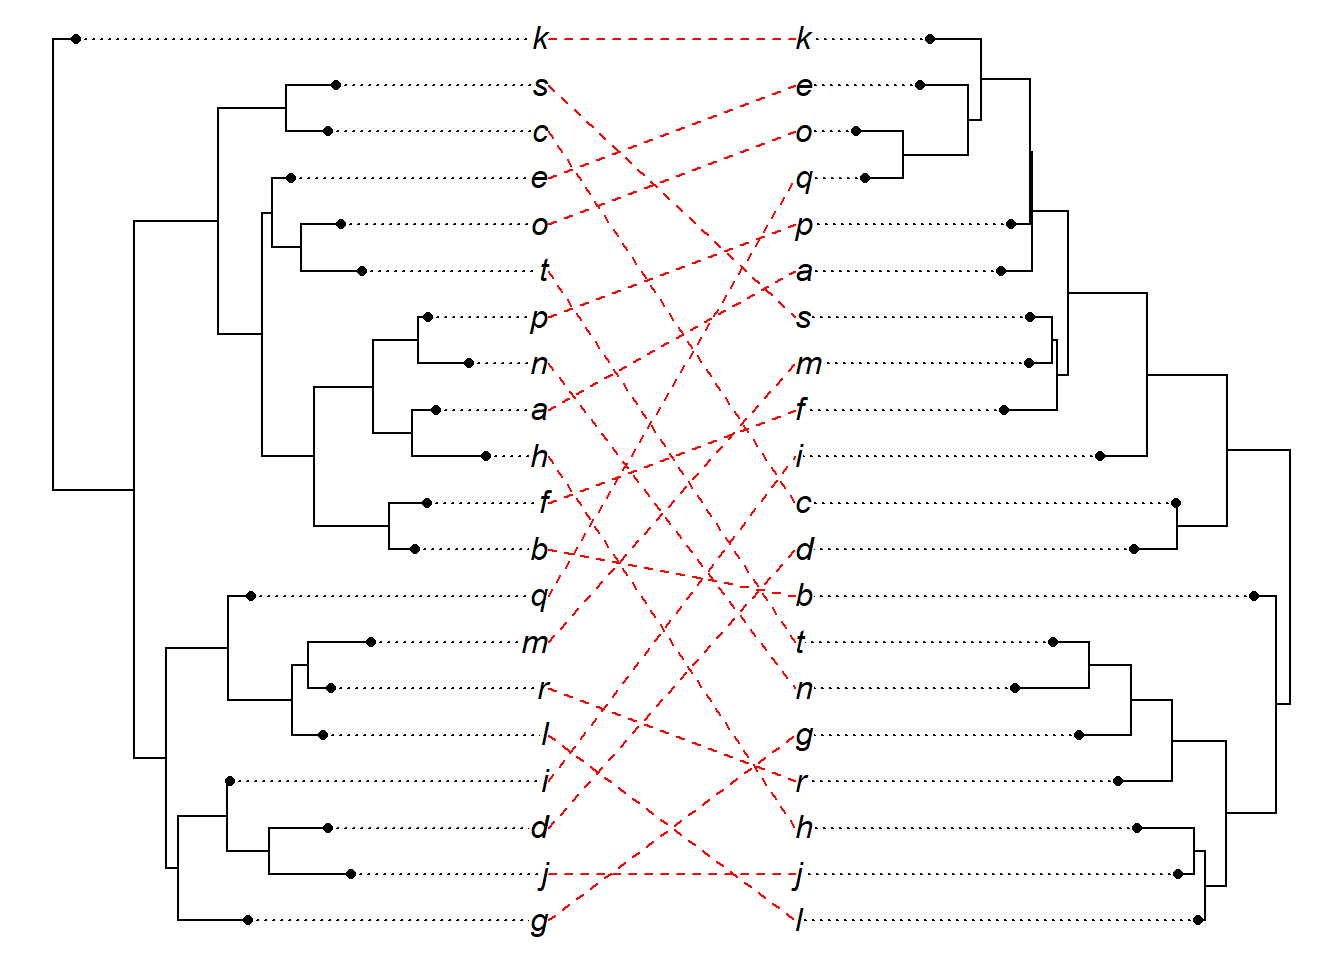 k k
s e
c o
e q
o p
t a
p s
n m
a f
h i
f c
b d
q b
m t
r n
l g
i r
d h
j j
g l